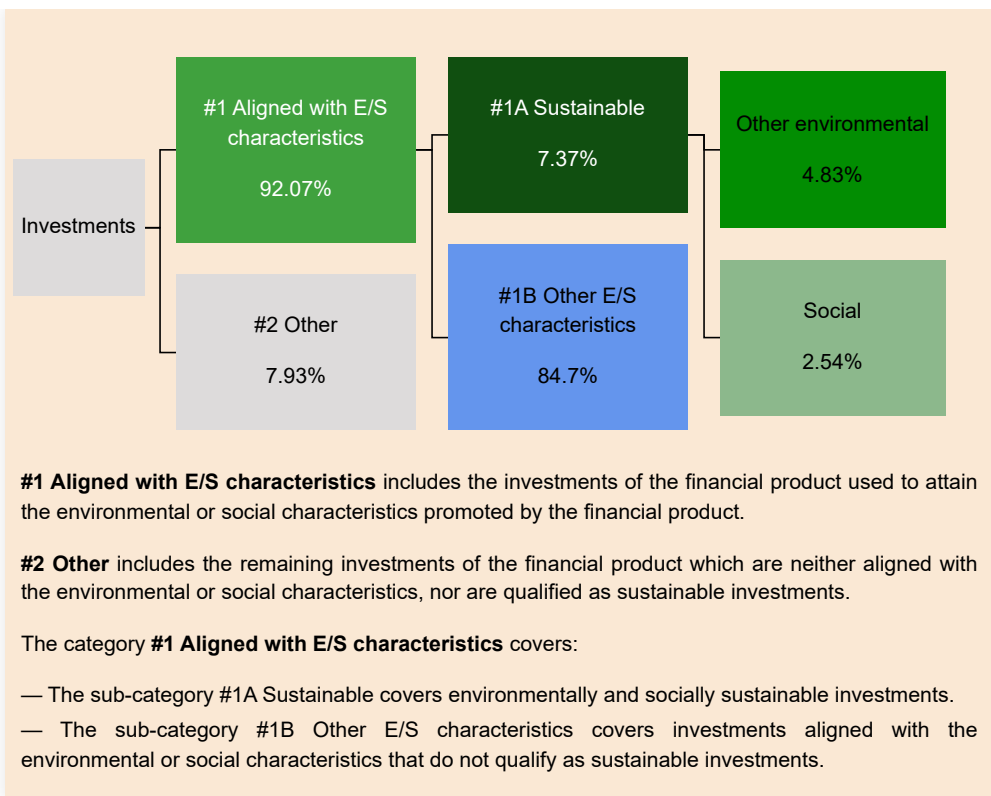 Investments
#1 Aligned with E/S
characteristics
92.07%
#2 Other
7.93%
#1A Sustainable
7.37%
#1B Other E/S
characteristics
84.7%
Other environmental
4.83%
Social
2.54%
#1 Aligned with E/S characteristics includes the investments of the financial product used to attain
the environmental or social characteristics promoted by the financial product.
#2 Other includes the remaining investments of the financial product which are neither aligned with
the environmental or social characteristics, nor are qualified as sustainable investments.
The category #1 Aligned with E/S characteristics covers:
— The sub-category #1A Sustainable covers environmentally and socially sustainable investments.
— The sub-category #1B Other E/S characteristics covers investments aligned with the
environmental or social characteristics that do not qualify as sustainable investments.